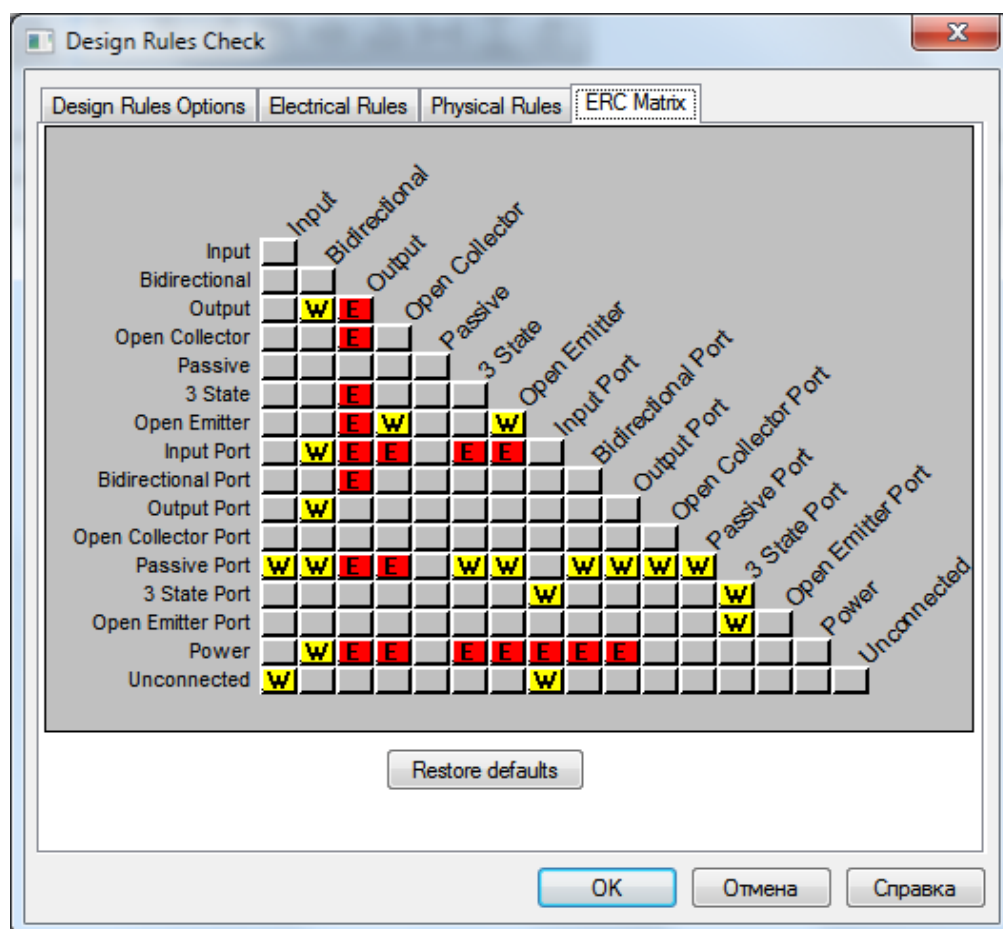 Design Rules Check
x
Design Rules Options Electrical Rules Physical Rules ERC Matrix
Input
Bidirectional
Output
Open Collector
Passive
3 State
Open Emitter
Input Port
Bidirectional Port
Output Port
Open Collector Port
Passive Port
3 State Port
Open Emitter Port
Power
Unconnected
Input
Bidirectional
Output W E
Open Collector E
Passive
3 State E
Open Emitter E W W
Input Port W E E E E
Bidirectional Port E
Output Port W
Open Collector Port
Passive Port W W E E W W W W W W
3 State Port W W
Open Emitter Port W
Power W E E E E E E E
Unconnected W W
Restore defaults
OK Отмена Справка